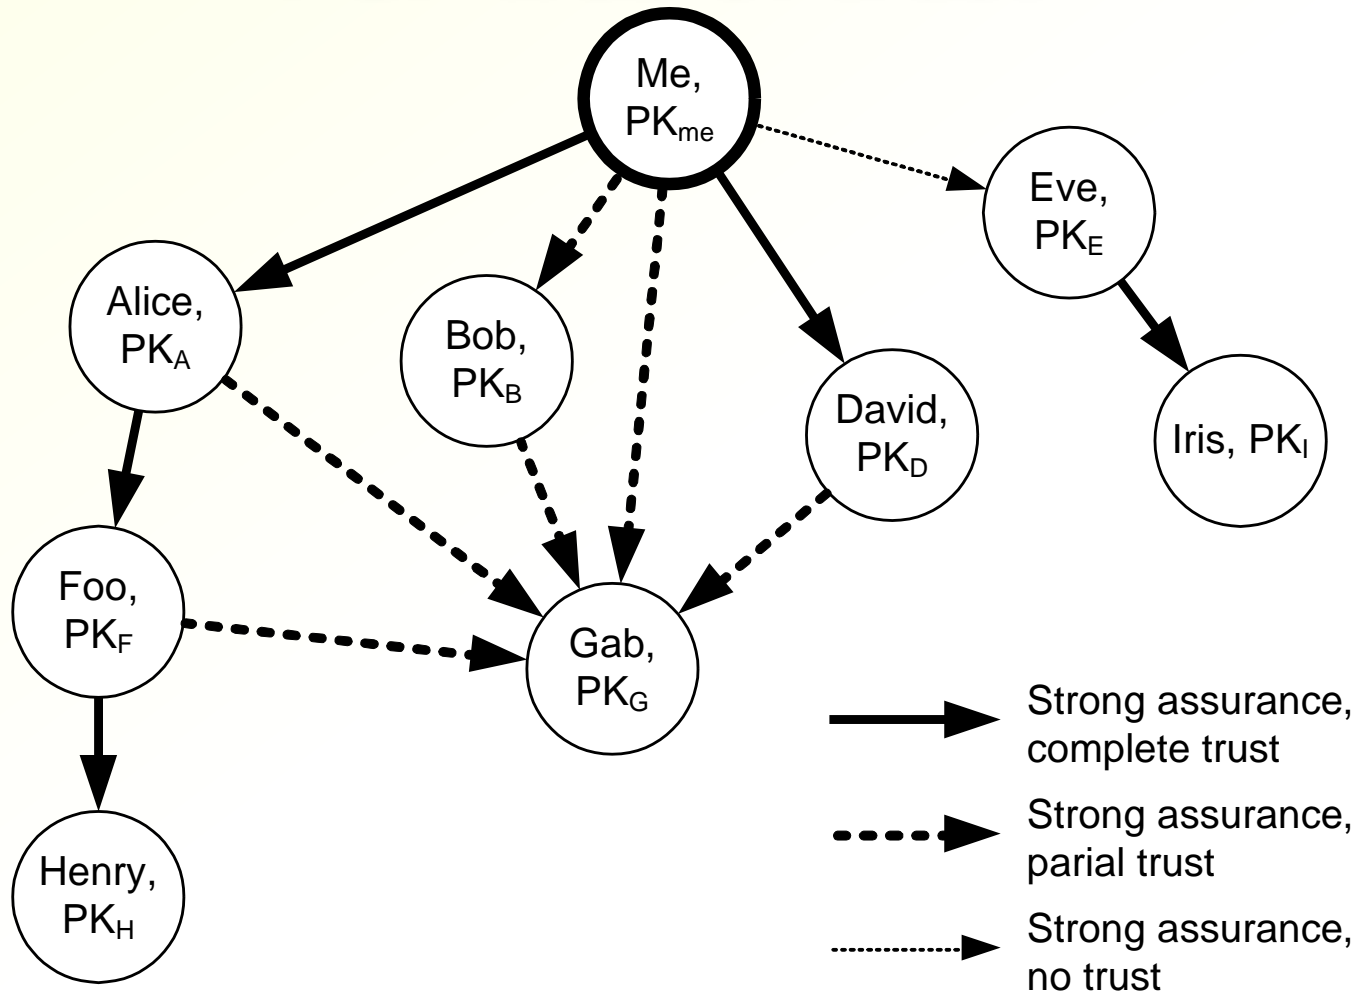 Me,
PKme
Eve,
PKE
Alice,
PKA
Bob,
PKB
David,
PKD
Iris, PKI
Foo,
PKF
Gab,
PKG
Henry,
PKH
Strong assurance,
complete trust
Strong assurance,
parial trust
Strong assurance,
no trust